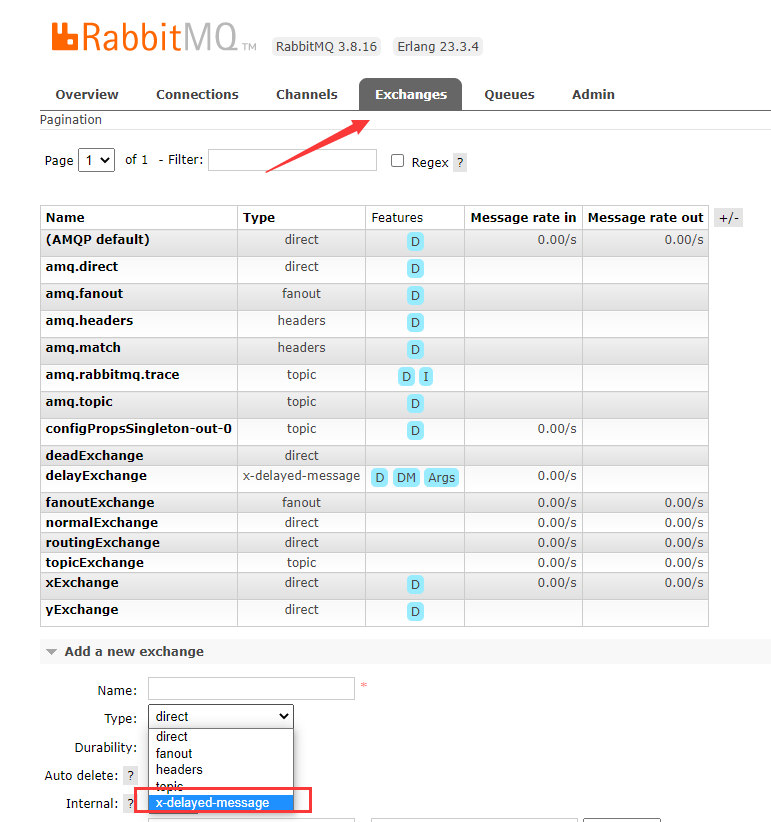 RabbitMQ TM RabbitMQ 3.8.16 Erlang 23.3.4
Overview Connections Channels Exchanges Queues Admin
Pagination
Page 1 of 1 - Filter: Regex ?
Name Type Features Message rate in Message rate out +/-
(AMQP default) direct D 0.00/s 0.00/s
amq.direct direct D
amq.fanout fanout D
amq.headers headers D
amq.match headers D
amq.rabbitmq.trace topic D I
amq.topic topic D
configPropsSingleton-out-0 topic D 0.00/s
deadExchange direct
delayExchange x-delayed-message D DM Args 0.00/s
fanoutExchange fanout 0.00/s 0.00/s
normalExchange direct 0.00/s 0.00/s
routingExchange direct 0.00/s 0.00/s
topicExchange topic 0.00/s 0.00/s
xExchange direct D 0.00/s 0.00/s
yExchange direct D
Add a new exchange
Name: *
Type: direct
direct
Durability:
fanout
headers
Auto delete: ?
topic
Internal: ? x-delayed-message